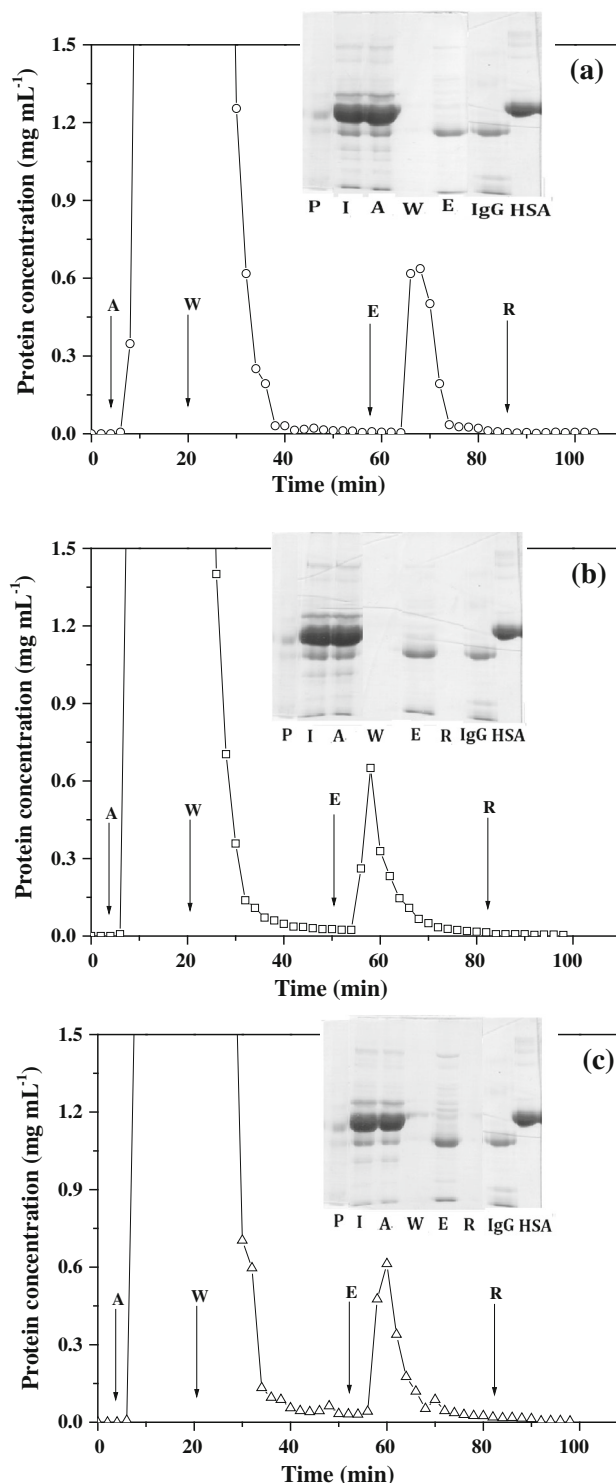 (a)
Protein concentration (mg mL⁻¹)
1.5
1.2
0.9
0.6
0.3
0.0
A
W
E
R
P I A W E IgG HSA
0 20 40 60 80 100
Time (min)
(b)
Protein concentration (mg mL⁻¹)
1.5
1.2
0.9
0.6
0.3
0.0
A
W
E
R
P I A W E R IgG HSA
0 20 40 60 80 100
Time (min)
(c)
Protein concentration (mg mL⁻¹)
1.5
1.2
0.9
0.6
0.3
0.0
A
W
E
R
P I A W E R IgG HSA
0 20 40 60 80 100
Time (min)